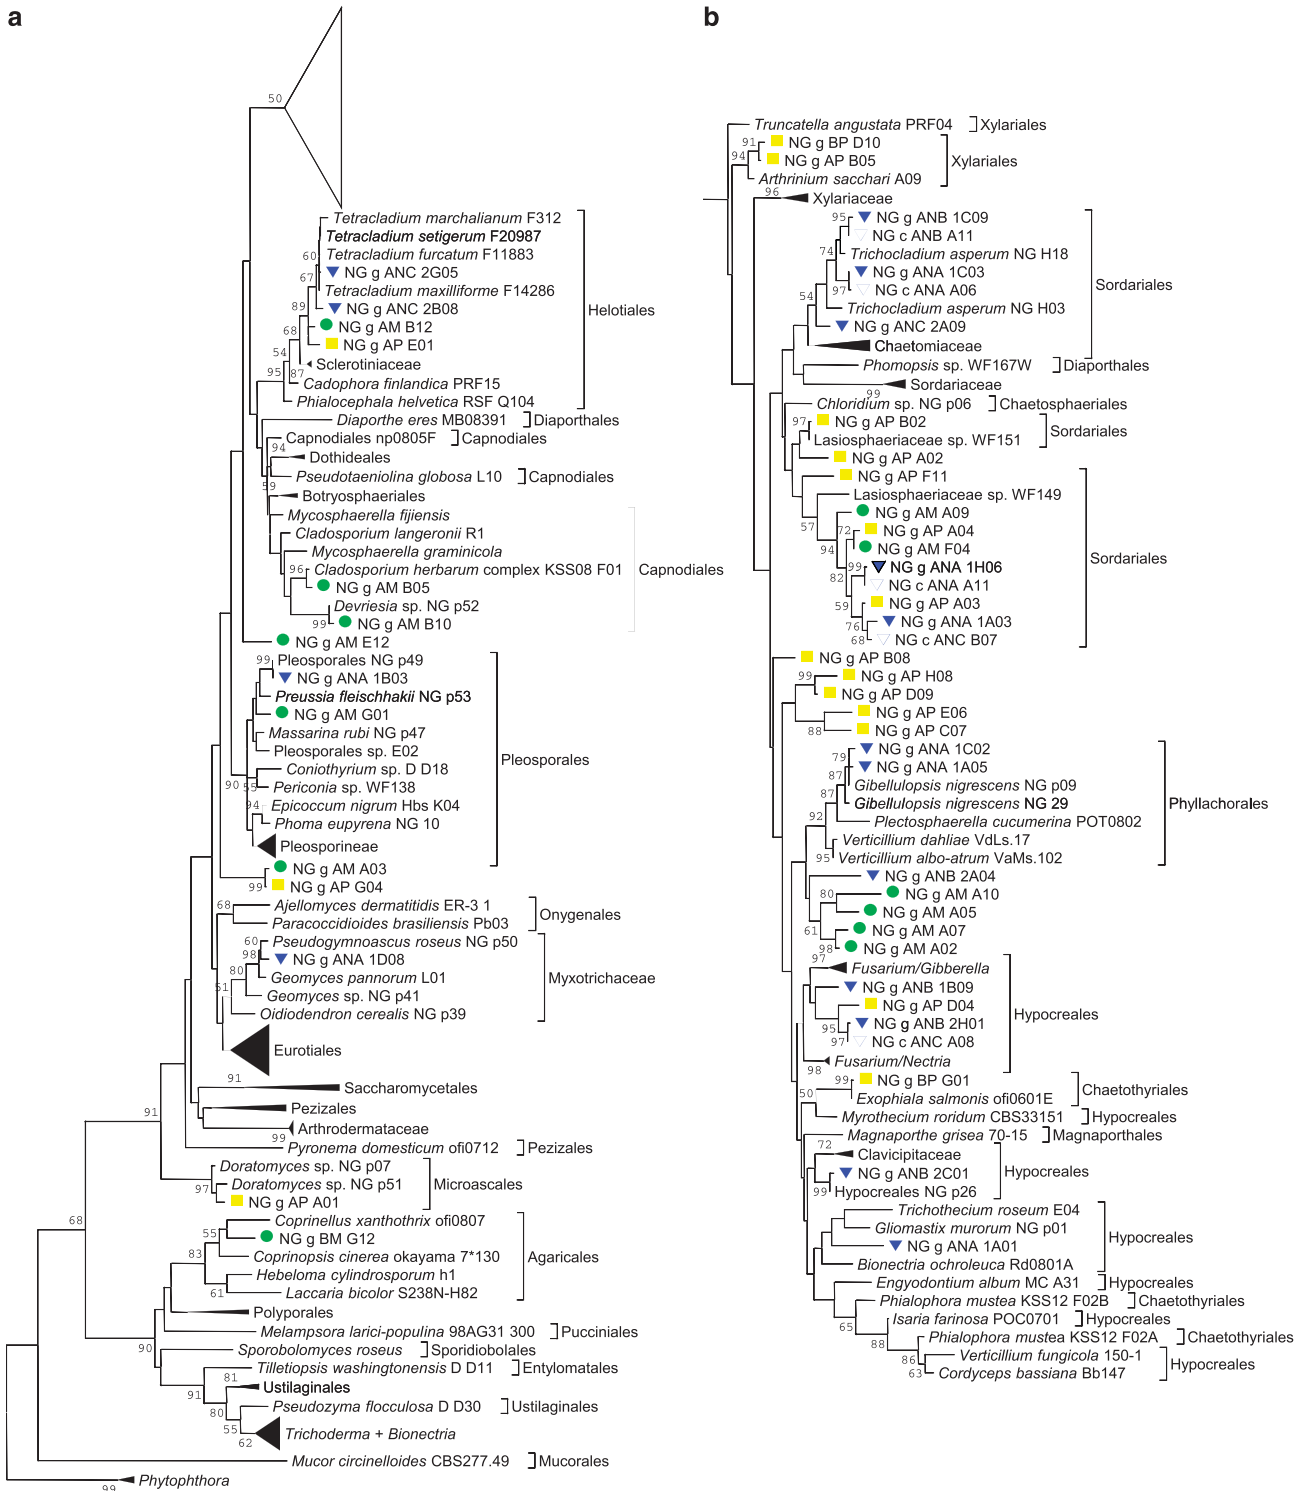 a
50
Tetracladium marchalianum F312
Tetracladium setigerum F20987
60
Tetracladium furcatum F11883
NG g ANC 2G05
67
Tetracladium maxilliforme F14286
89
NG g ANC 2B08
Helotiales
NG g AM B12
68
NG g AP E01
54
Sclerotiniaceae
95
87
Cadophora finlandica PRF15
Phialocephala helvetica RSF Q104
Diaporthe eres MB08391
Diaporthales
Capnodiales np0805F
Capnodiales
94
Dothideales
Pseudotaeniolina globosa L10
Capnodiales
59
Botryosphaeriales
Mycosphaerella fijiensis
Cladosporium langeronii R1
Mycosphaerella graminicola
96
Cladosporium herbarum complex KSS08 F01
Capnodiales
NG g AM B05
Devriesia sp. NG p52
99
NG g AM B10
NG g AM E12
99
Pleosporales NG p49
NG g ANA 1B03
Preussia fleischhakii NG p53
NG g AM G01
Massarina rubi NG p47
Pleosporales sp. E02
Pleosporales
Coniothyrium sp. D D18
90
55
Periconia sp. WF138
94
Epicoccum nigrum Hbs K04
Phoma eupyrena NG 10
Pleosporineae
NG g AM A03
99
NG g AP G04
68
Ajellomyces dermatitidis ER-3 1
Onygenales
Paracoccidioides brasiliensis Pb03
60
Pseudogymnoascus roseus NG p50
98
NG g ANA 1D08
80
Geomyces pannorum L01
Myxotrichaceae
51
Geomyces sp. NG p41
Oidiodendron cerealis NG p39
Eurotiales
91
Saccharomycetales
Pezizales
91
Arthrodermataceae
99
Pyronema domesticum ofi0712
Pezizales
Doratomyces sp. NG p07
97
Doratomyces sp. NG p51
Microascales
NG g AP A01
68
Coprinellus xanthothrix ofi0807
55
NG g BM G12
83
Coprinopsis cinerea okayama 7*130
Agaricales
Hebeloma cylindrosporum h1
61
Laccaria bicolor S238N-H82
Polyporales
Melampsora larici-populina 98AG31 300
Pucciniales
90
Sporobolomyces roseus
Sporidiobolales
Tilletiopsis washingtonensis D D11
Entylomatales
81
Ustilaginales
91
80
Pseudozyma flocculosa D D30
Ustilaginales
55
62
Trichoderma + Bionectria
Mucor circinelloides CBS277.49
Mucorales
99
Phytophthora
b
Truncatella angustata PRF04
Xylariales
91
NG g BP D10
94
NG g AP B05
Xylariales
Arthrinium sacchari A09
96
Xylariaceae
95
NG g ANB 1C09
NG c ANB A11
74
Trichocladium asperum NG H18
NG g ANA 1C03
97
NG c ANA A06
Sordariales
54
Trichocladium asperum NG H03
NG g ANC 2A09
Chaetomiaceae
Phomopsis sp. WF167W
Diaporthales
99
Sordariaceae
Chloridium sp. NG p06
Chaetosphaeriales
97
NG g AP B02
Sordariales
Lasiosphaeriaceae sp. WF151
NG g AP A02
NG g AP F11
Lasiosphaeriaceae sp. WF149
57
NG g AM A09
72
NG g AP A04
94
NG g AM F04
Sordariales
99
NG g ANA 1H06
82
NG c ANA A11
59
NG g AP A03
76
NG g ANA 1A03
68
NG c ANC B07
NG g AP B08
99
NG g AP H08
NG g AP D09
NG g AP E06
88
NG g AP C07
79
NG g ANA 1C02
87
NG g ANA 1A05
87
Gibellulopsis nigrescens NG p09
Gibellulopsis nigrescens NG 29
Phyllachorales
92
Plectosphaerella cucumerina POT0802
Verticillium dahliae VdLs.17
95
Verticillium albo-atrum VaMs.102
NG g ANB 2A04
80
NG g AM A10
NG g AM A05
61
NG g AM A07
98
NG g AM A02
97
Fusarium/Gibberella
NG g ANB 1B09
NG g AP D04
Hypocreales
95
NG g ANB 2H01
97
NG c ANC A08
98
Fusarium/Nectria
99
NG g BP G01
Chaetothyriales
50
Exophiala salmonis ofi0601E
Myrothecium roridum CBS33151
Hypocreales
Magnaporthe grisea 70-15
Magnaporthales
72
Clavicipitaceae
NG g ANB 2C01
Hypocreales
99
Hypocreales NG p26
Trichothecium roseum E04
Gliomastix murorum NG p01
Hypocreales
NG g ANA 1A01
Bionectria ochroleuca Rd0801A
Engyodontium album MC A31
Hypocreales
Phialophora mustea KSS12 F02B
Chaetothyriales
65
Isaria farinosa POC0701
Hypocreales
88
Phialophora mustea KSS12 F02A
Chaetothyriales
86
Verticillium fungicola 150-1
Hypocreales
63
Cordyceps bassiana Bb147